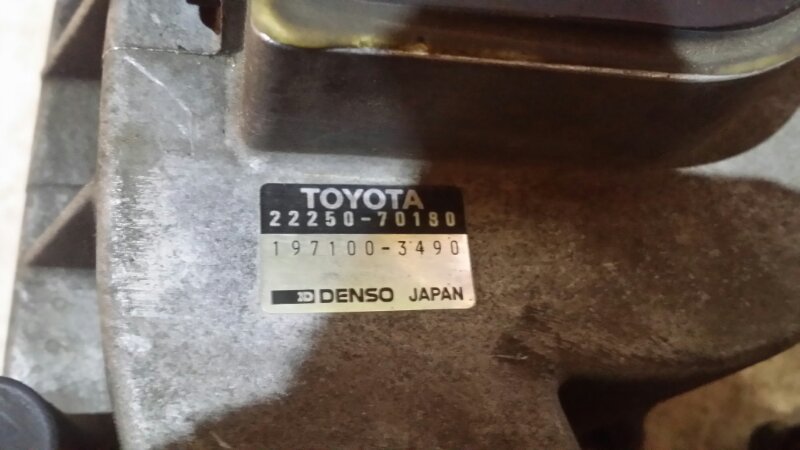 TOYOTA
22250-70180
197100-3490
DENSO JAPAN